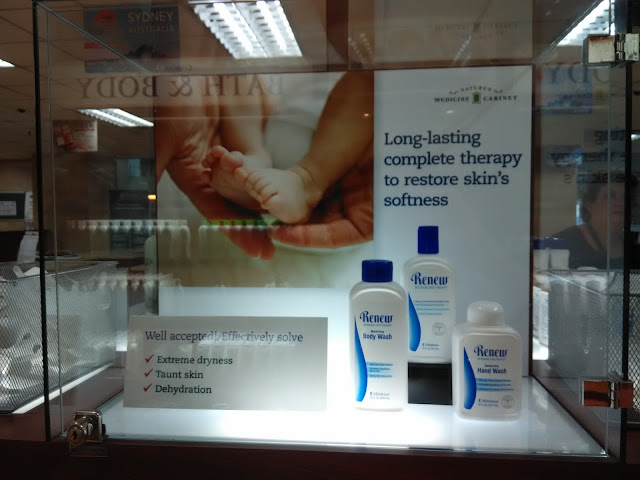 SYDNEY
AUSTRALIA
BATH & BODY
NATURE'S
MEDICINE CABINET
Long-lasting
complete therapy
to restore skin's
softness
Renew
Renew
Body Wash
Renew
Hand Wash
Well accepted! Effectively solve
✓ Extreme dryness
✓ Taunt skin
✓ Dehydration